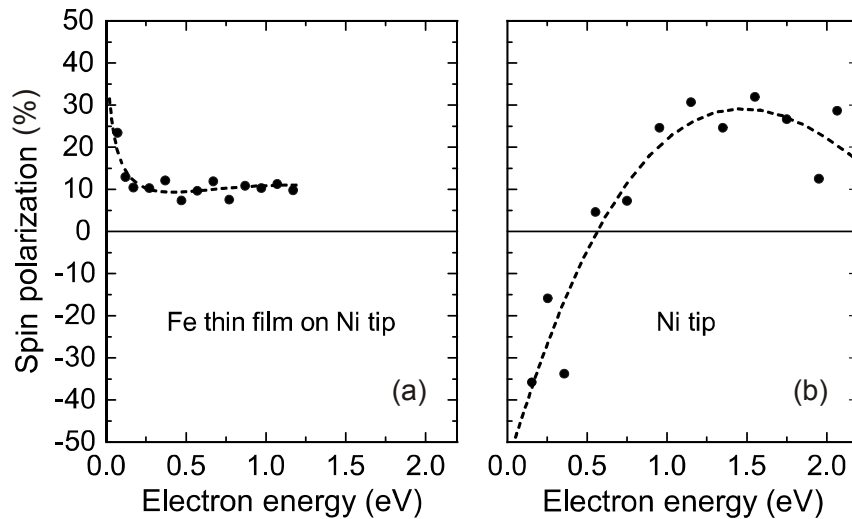 Spin polarization (%)
50
40
30
20
10
0
-10
-20
-30
-40
-50
Fe thin film on Ni tip
(a)
0.0 0.5 1.0 1.5 2.0
Electron energy (eV)
Ni tip
(b)
0.0 0.5 1.0 1.5 2.0
Electron energy (eV)